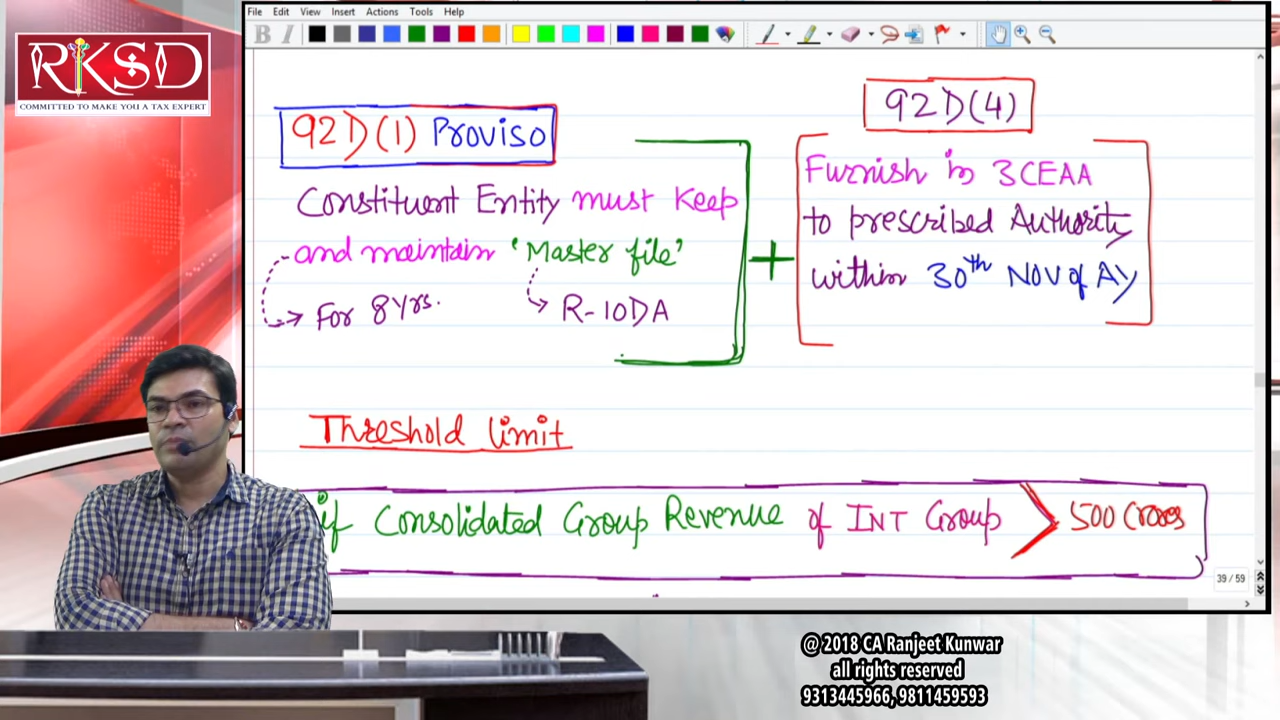 File Edit View Insert Actions Tools Help
RKSD
COMMITTED TO MAKE YOU A TAX EXPERT
B I
92D(1) Proviso
Constituent Entity must keep
and maintain 'Master file'
For 8 yrs.
R-10DA
+
92D(4)
Furnish in 3CEAA
to prescribed Authority
within 30th NOV of AY
Threshold limit
if Consolidated Group Revenue of INT Group > 500 Crores
39 / 59
@ 2018 CA Ranjeet Kunwar
all rights reserved
9313445966, 9811459593